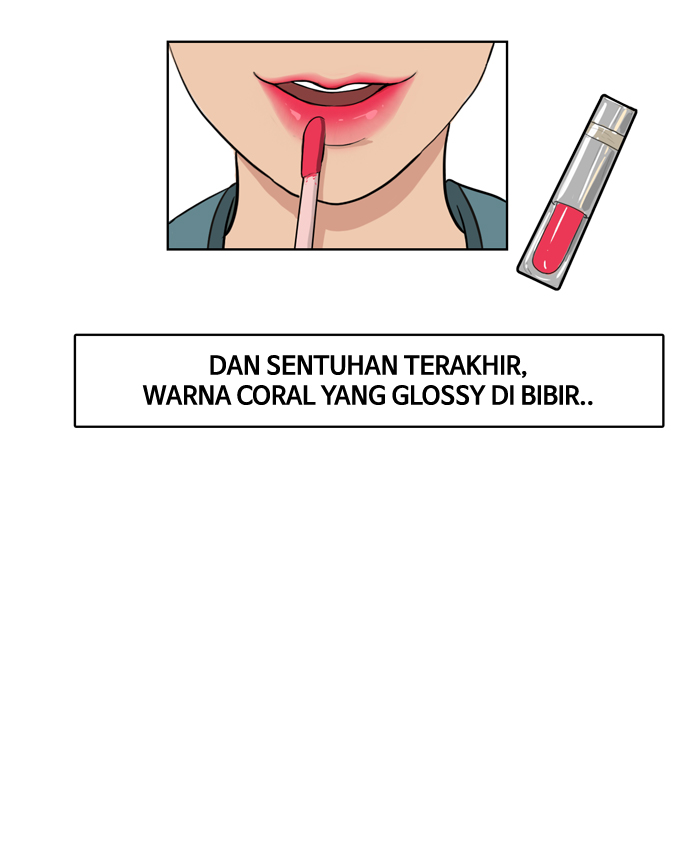 DAN SENTUHAN TERAKHIR,
WARNA CORAL YANG GLOSSY DI BIBIR..